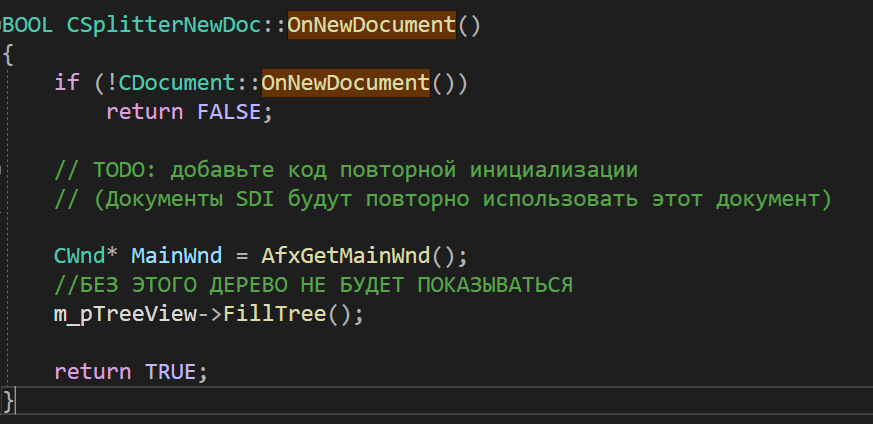 BOOL CSplitterNewDoc::OnNewDocument()
{
if (!CDocument::OnNewDocument())
return FALSE;
// TODO: добавьте код повторной инициализации
// (Документы SDI будут повторно использовать этот документ)
CWnd* MainWnd = AfxGetMainWnd();
//БЕЗ ЭТОГО ДЕРЕВО НЕ БУДЕТ ПОКАЗЫВАТЬСЯ
m_pTreeView->FillTree();
return TRUE;
}